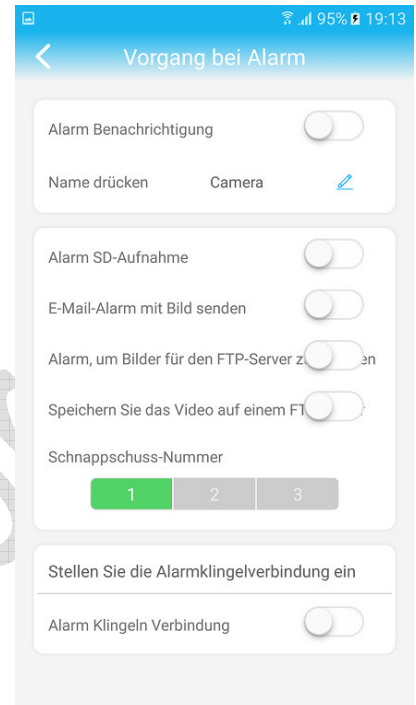 95% 19:13
Vorgang bei Alarm
Alarm Benachrichtigung
Name drücken Camera
Alarm SD-Aufnahme
E-Mail-Alarm mit Bild senden
Alarm, um Bilder für den FTP-Server
Speichern Sie das Video auf einem
Schnappschuss-Nummer
1 2 3
Stellen Sie die Alarmklingelverbindung ein
Alarm Klingeln Verbindung